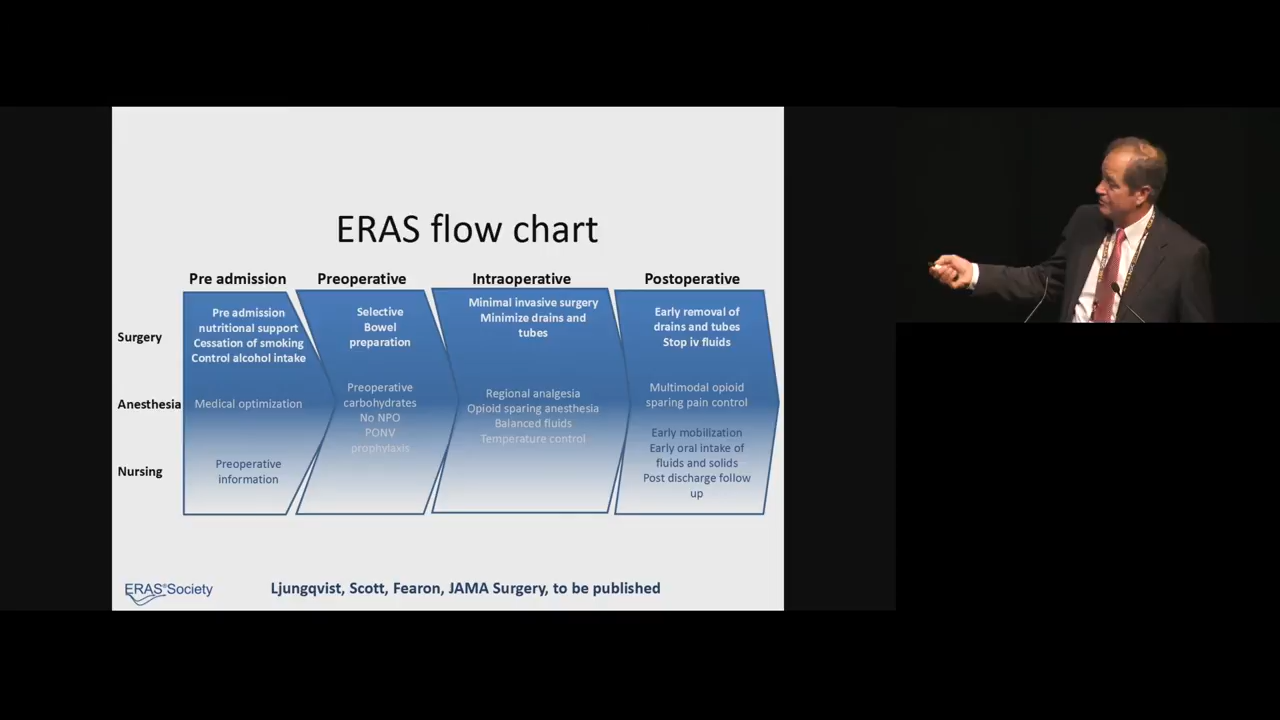 ERAS flow chart
Pre admission
Preoperative
Intraoperative
Postoperative
Surgery
Pre admission
nutritional support
Cessation of smoking
Control alcohol intake
Selective
Bowel
preparation
Minimal invasive surgery
Minimize drains and
tubes
Early removal of
drains and tubes
Stop iv fluids
Anesthesia
Medical optimization
Preoperative
carbohydrates
No NPO
PONV
prophylaxis
Regional analgesia
Opioid sparing anesthesia
Balanced fluids
Temperature control
Multimodal opioid
sparing pain control
Nursing
Preoperative
information
Early mobilization
Early oral intake of
fluids and solids
Post discharge follow
up
ERAS®Society
Ljungqvist, Scott, Fearon, JAMA Surgery, to be published